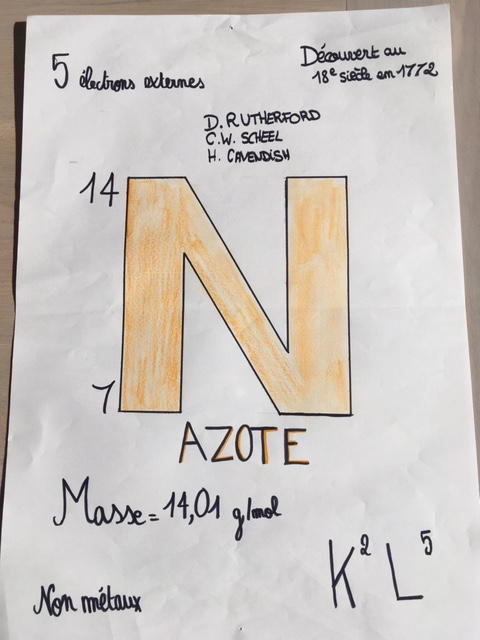 5 électrons externes
Découvert au
18e siècle en 1772
D. RUTHERFORD
C.W. SCHEEL
H. CAVENDISH
14
N
7
AZOTE
Masse = 14,01 g/mol
K² L⁵
Non métaux